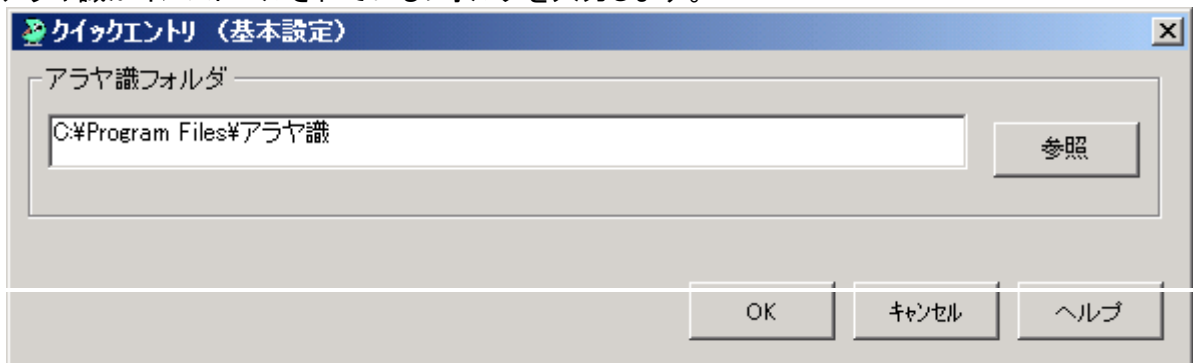 クイックエントリ （基本設定）
アラヤ識フォルダ
C:¥Program Files¥アラヤ識
参照
OK
キャンセル
ヘルプ